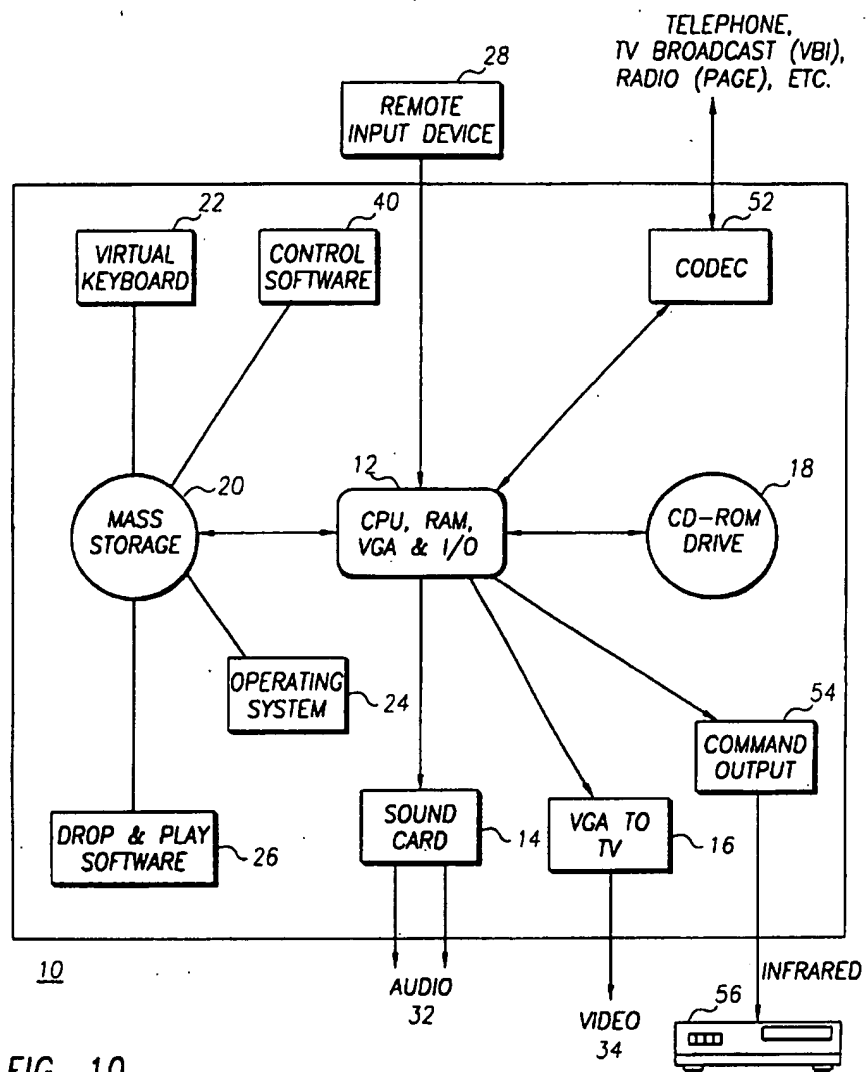 TELEPHONE,
TV BROADCAST (VBI),
RADIO (PAGE), ETC.
28
REMOTE
INPUT DEVICE
22
VIRTUAL
KEYBOARD
40
CONTROL
SOFTWARE
52
CODEC
20
MASS
STORAGE
12
CPU, RAM,
VGA & I/O
18
CD-ROM
DRIVE
OPERATING
SYSTEM
24
54
COMMAND
OUTPUT
DROP & PLAY
SOFTWARE
26
SOUND
CARD
14
VGA TO
TV
16
10
AUDIO
32
VIDEO
34
INFRARED
56
FIG. 10